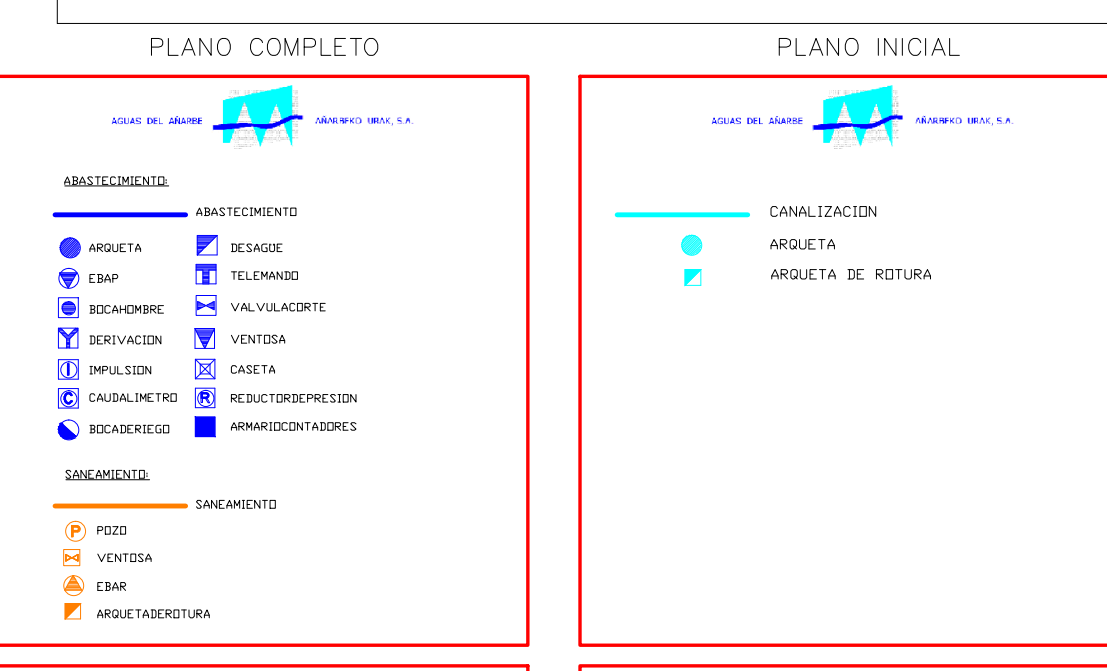 PLANO COMPLETO
AGUAS DEL AÑARBE
AÑARBEKO URAK, S.A.
ABASTECIMIENTO:
ABASTECIMIENTO
ARQUETA
DESAGUE
EBAP
TELEMANDO
BOCAHOMBRE
VALVULACORTE
DERIVACION
VENTOSA
IMPULSION
CASETA
C CAUDALIMETRO
R REDUCTORDEPRESION
BOCADERIEGO
ARMARIOCONTADORES
SANEAMIENTO:
SANEAMIENTO
P POZO
VENTOSA
EBAR
ARQUETADEROTURA
PLANO INICIAL
AGUAS DEL AÑARBE
AÑARBEKO URAK, S.A.
CANALIZACION
ARQUETA
ARQUETA DE ROTURA